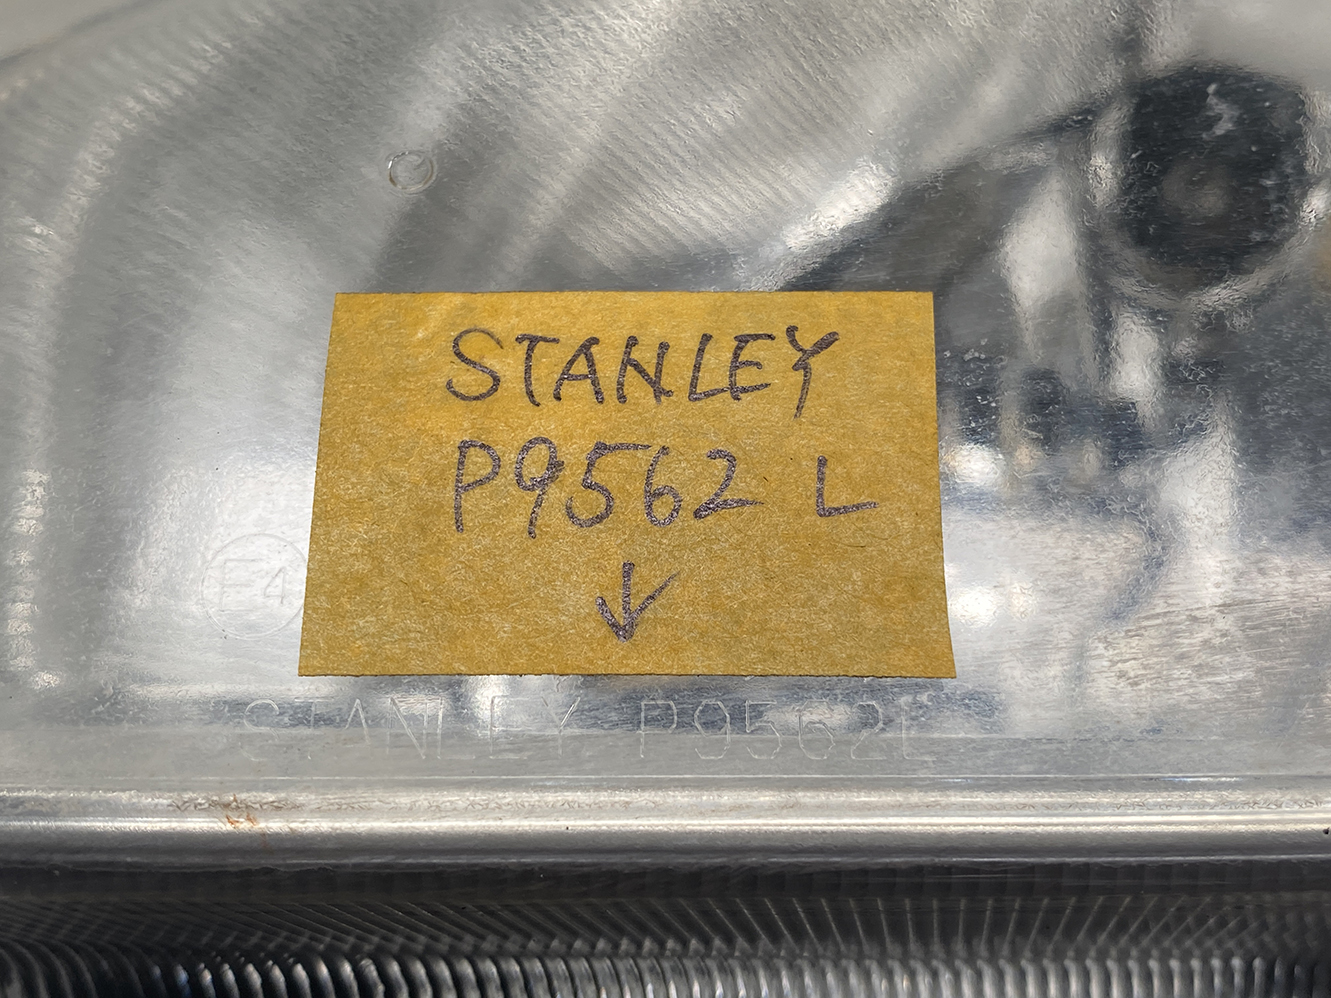 STANLEY
P9562 L
↓
E4
STANLEY P9562L